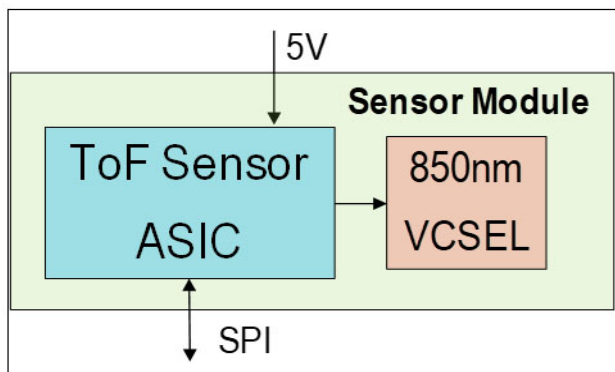 5V
Sensor Module
ToF Sensor
ASIC
850nm
VCSEL
SPI